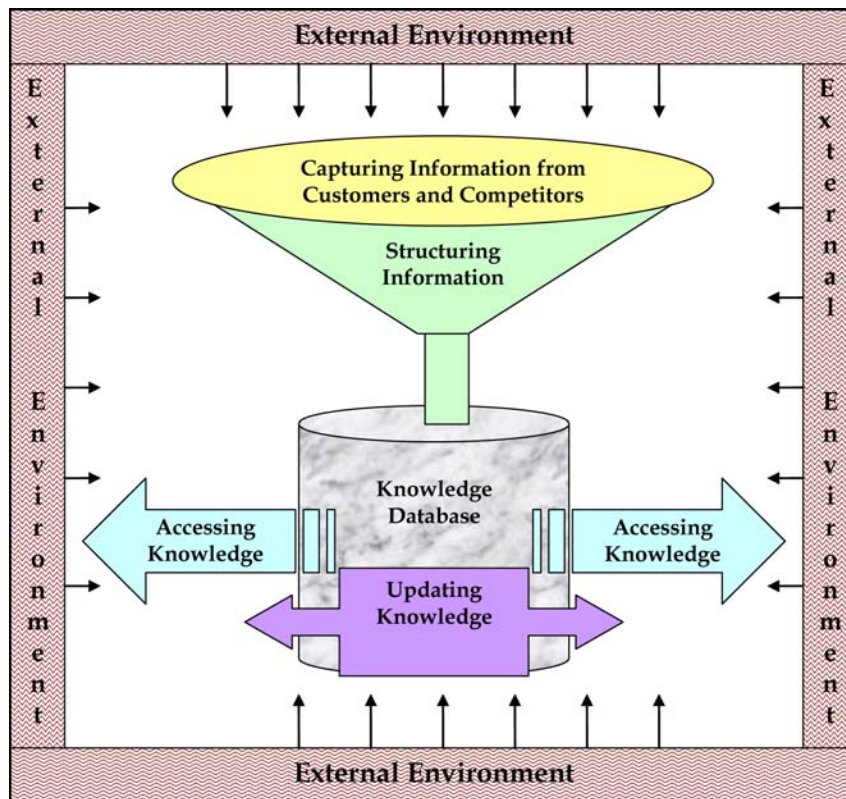 External Environment
External Environment
External Environment
Capturing Information from
Customers and Competitors
Structuring
Information
Knowledge
Database
Accessing
Knowledge
Accessing
Knowledge
Updating
Knowledge
External Environment